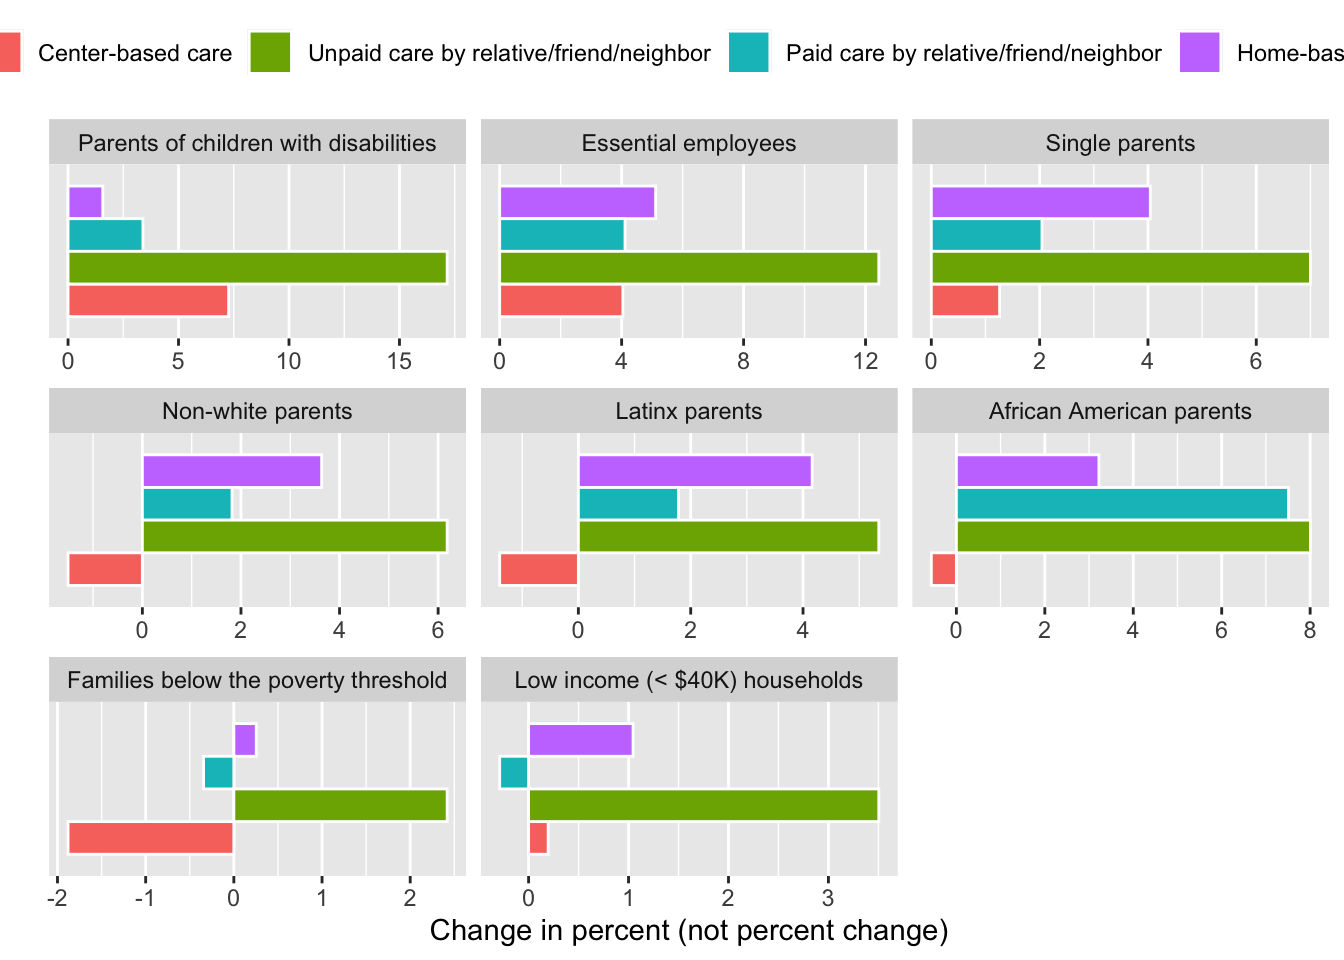 Center-based care Unpaid care by relative/friend/neighbor Paid care by relative/friend/neighbor Home-bas
Parents of children with disabilities Essential employees Single parents
0 5 10 15 0 4 8 12 0 2 4 6
Non-white parents Latinx parents African American parents
0 2 4 6 0 2 4 0 2 4 6 8
Families below the poverty threshold Low income (< $40K) households
-2 -1 0 1 2 0 1 2 3
Change in percent (not percent change)